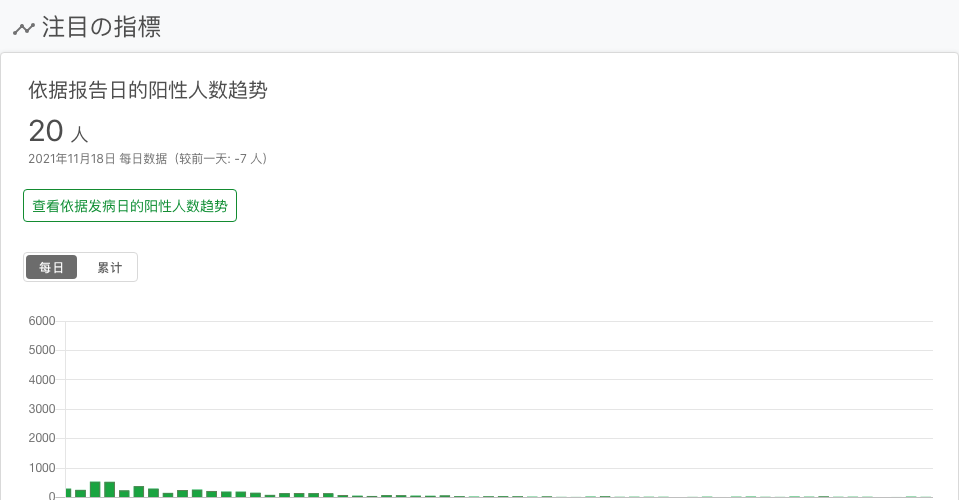 注目の指標
依据报告日的阳性人数趋势
20 人
2021年11月18日 每日数据（较前一天: -7 人）
查看依据发病日的阳性人数趋势
每日 累计
6000
5000
4000
3000
2000
1000
0